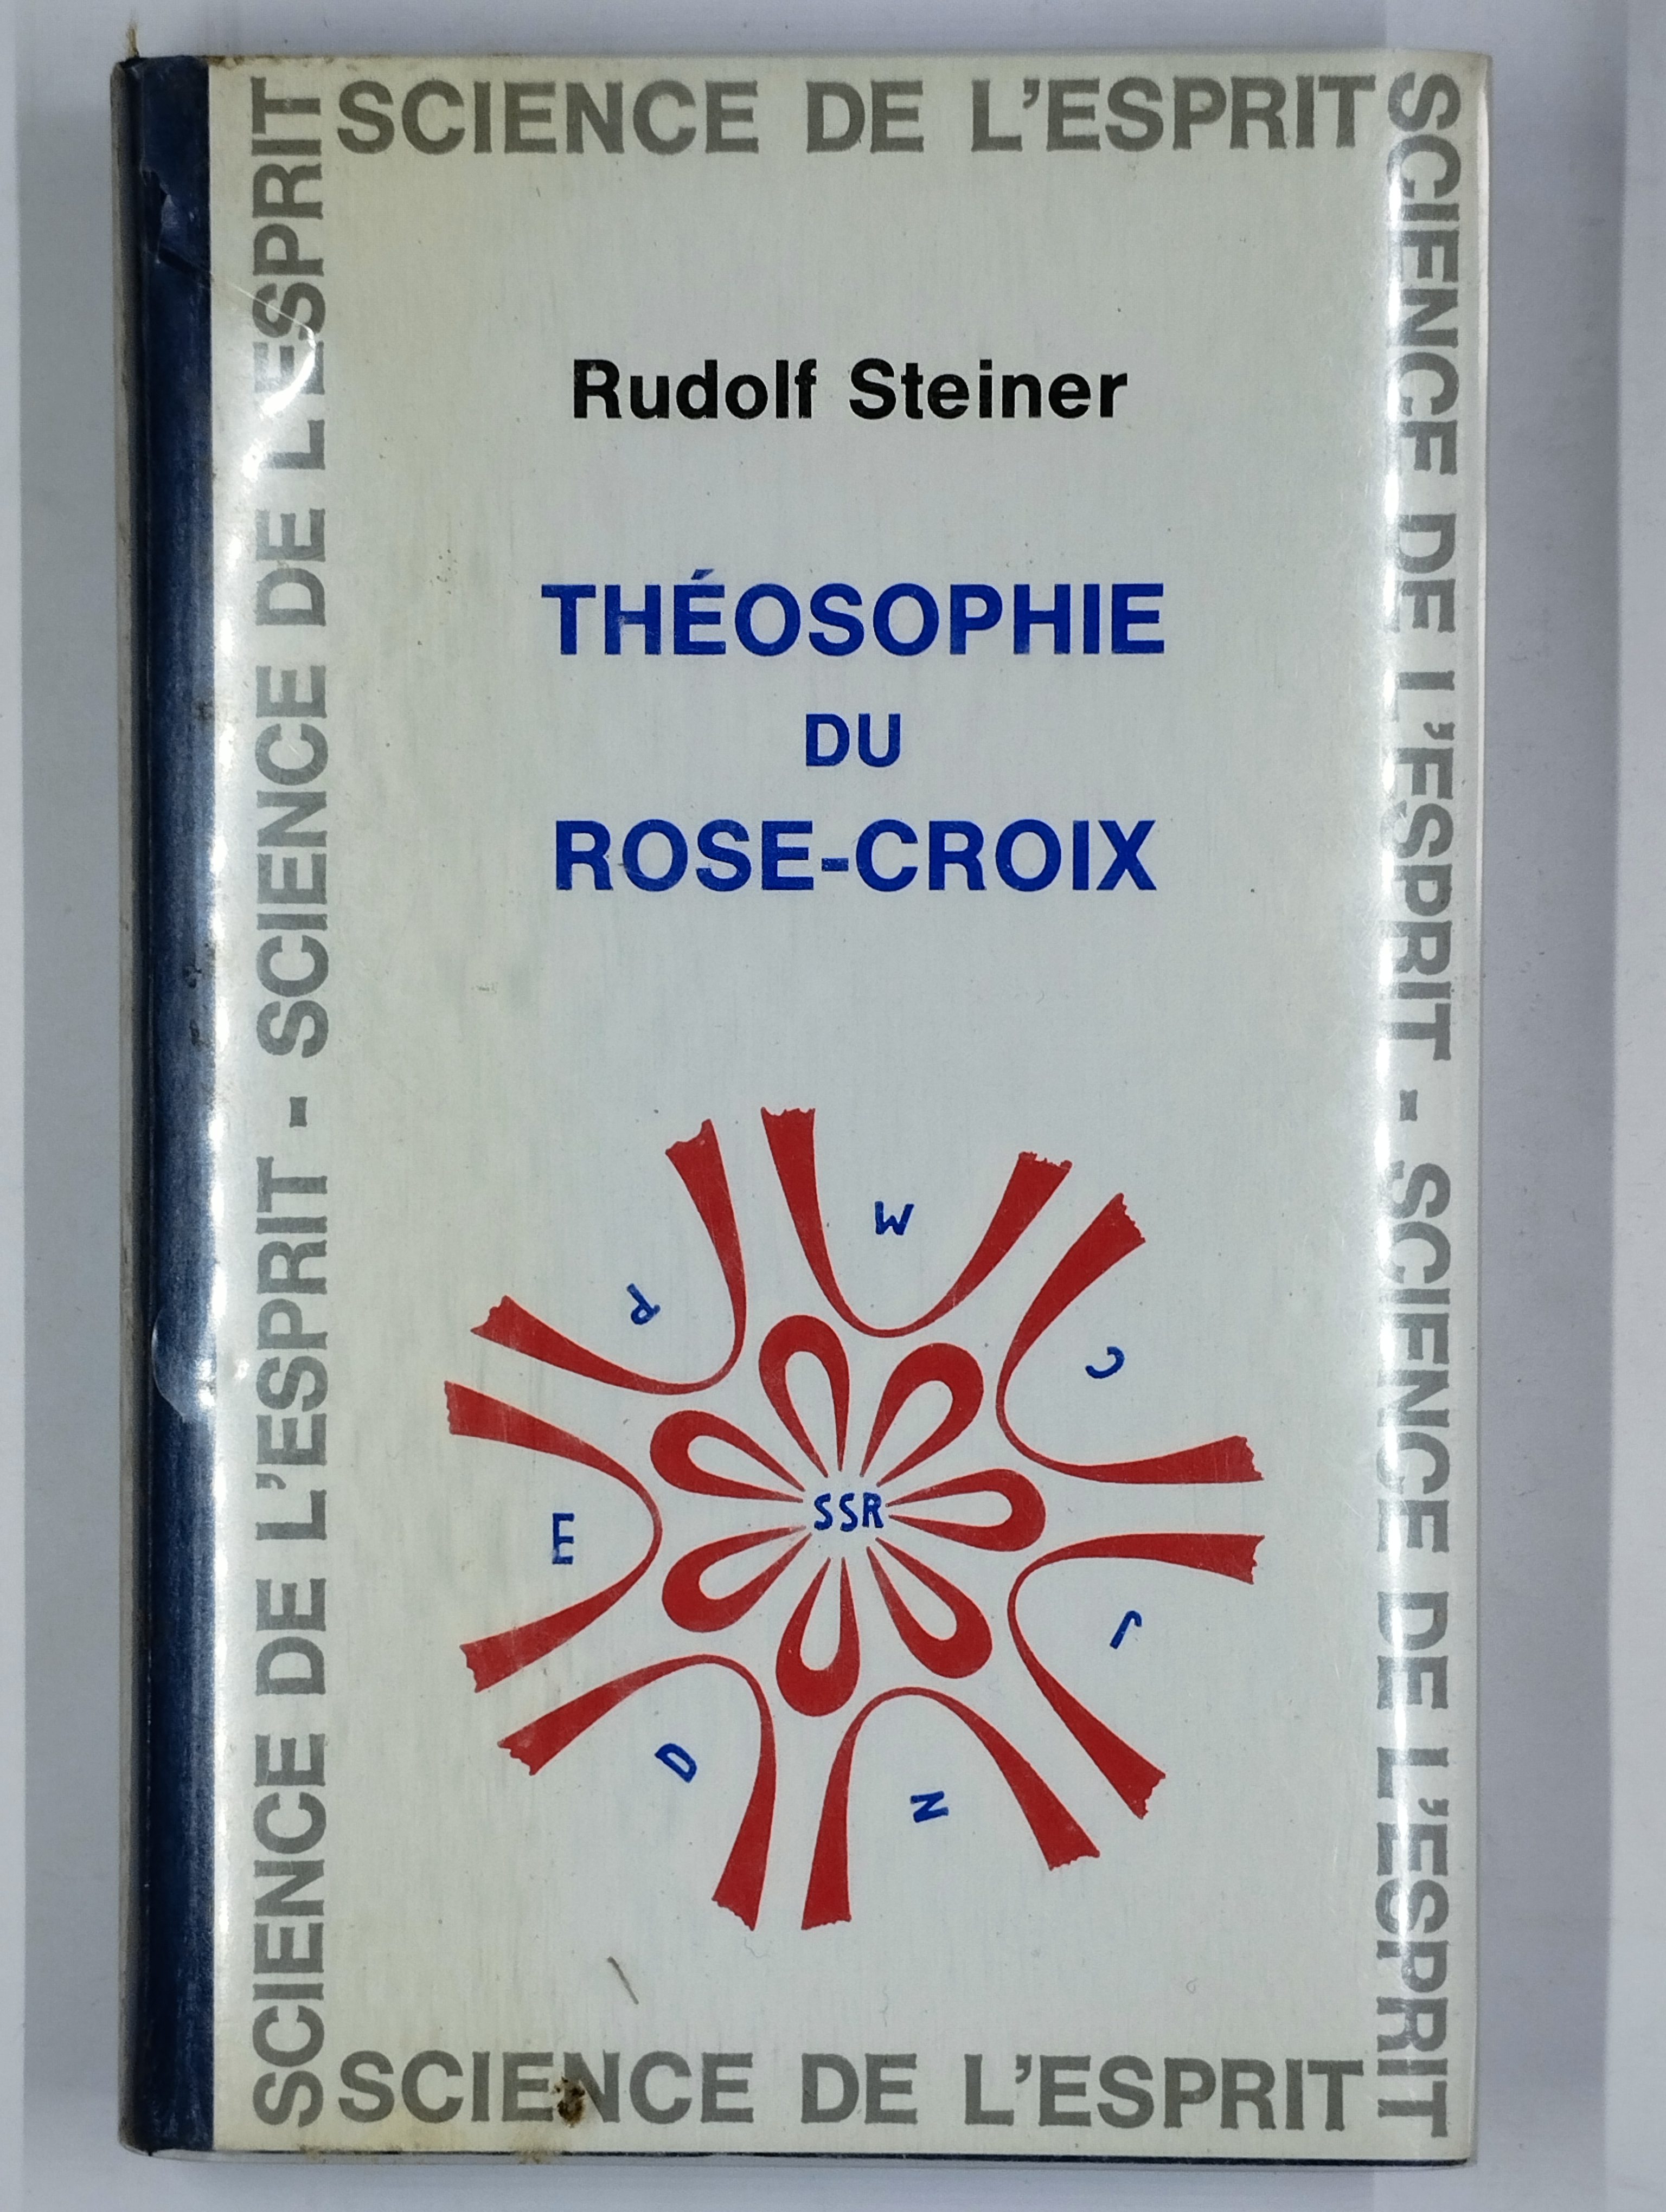 SCIENCE DE L'ESPRIT
SCIENCE DE L'ESPRIT - SCIENCE DE L'ESPRIT
SCIENCE DE L'ESPRIT - SCIENCE DE L'ESPRIT
Rudolf Steiner
THÉOSOPHIE
DU
ROSE-CROIX
W
P
C
SSR
E
J
D
N
SCIENCE DE L'ESPRIT